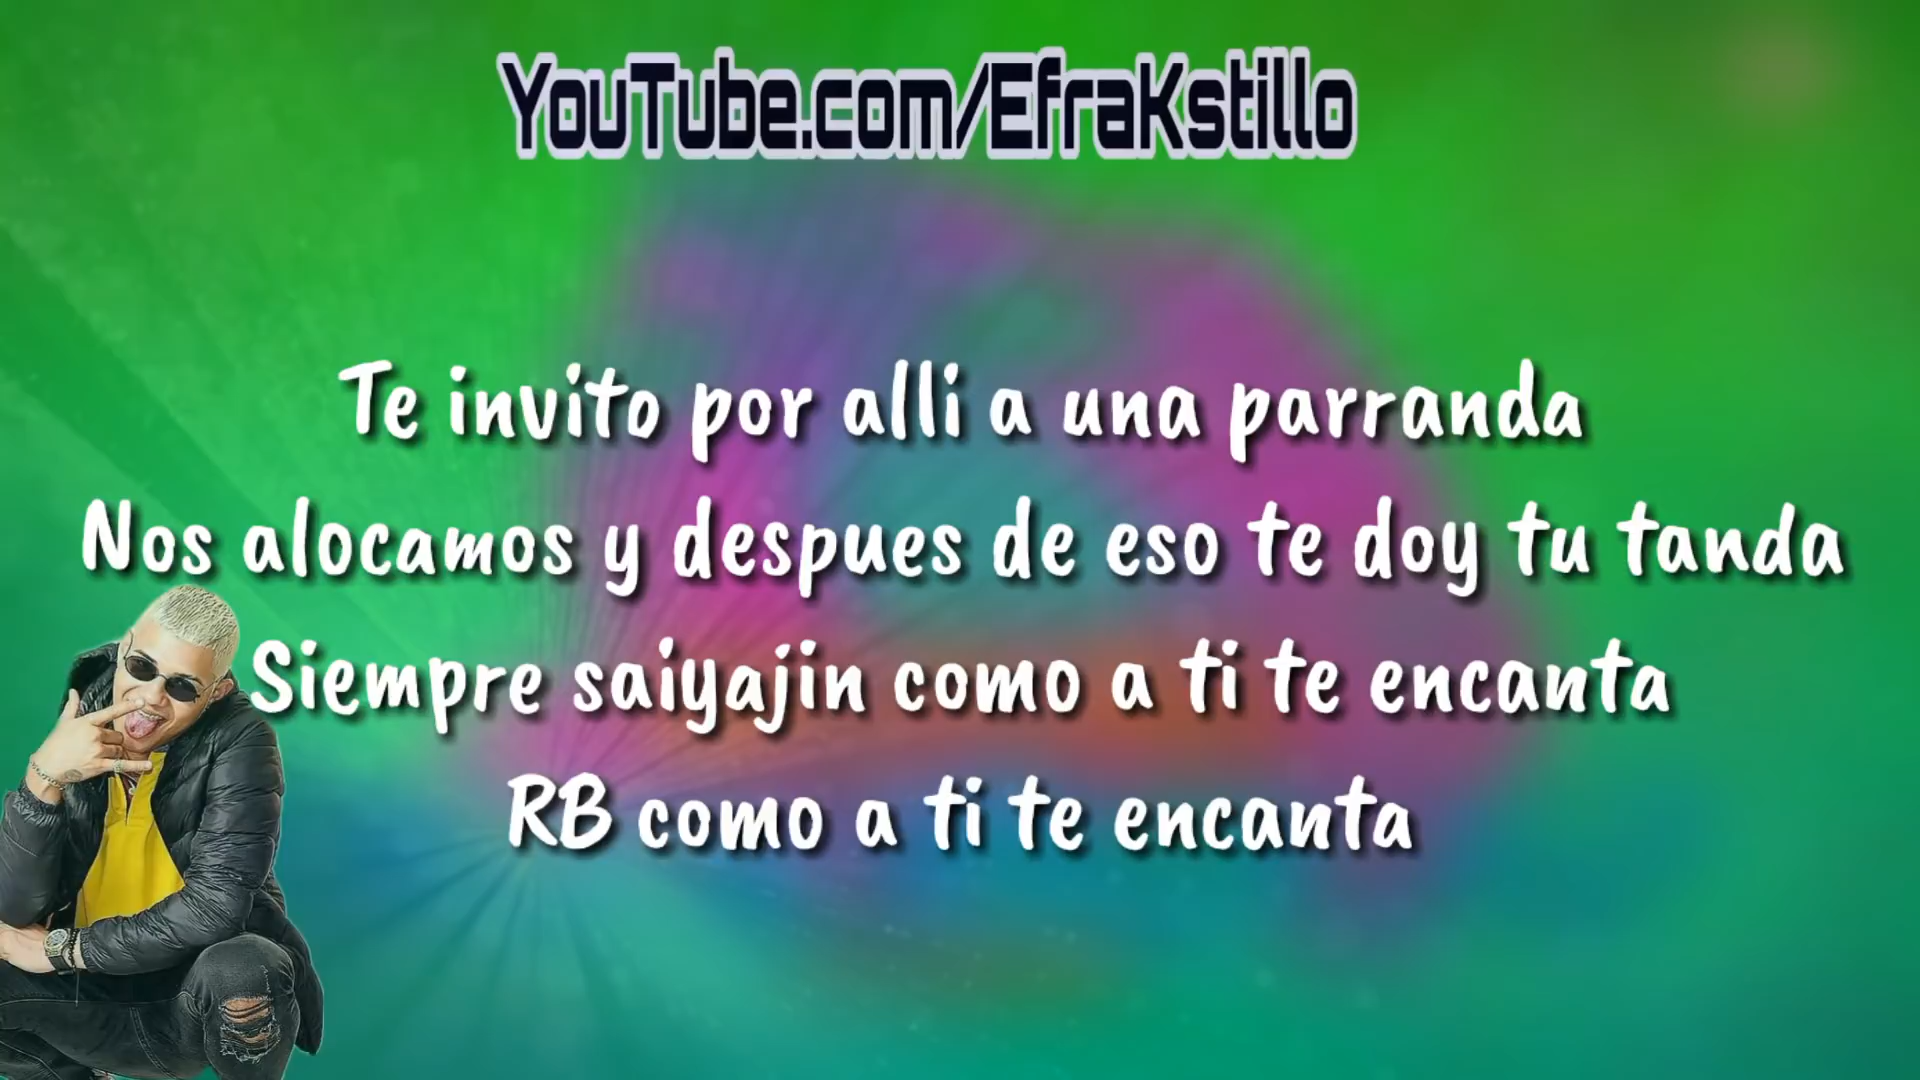 YouTube.com/EfraKstillo
Te invito por alli a una parranda
Nos alocamos y despues de eso te doy tu tanda
Siempre saiyajin como a ti te encanta
RB como a ti te encanta